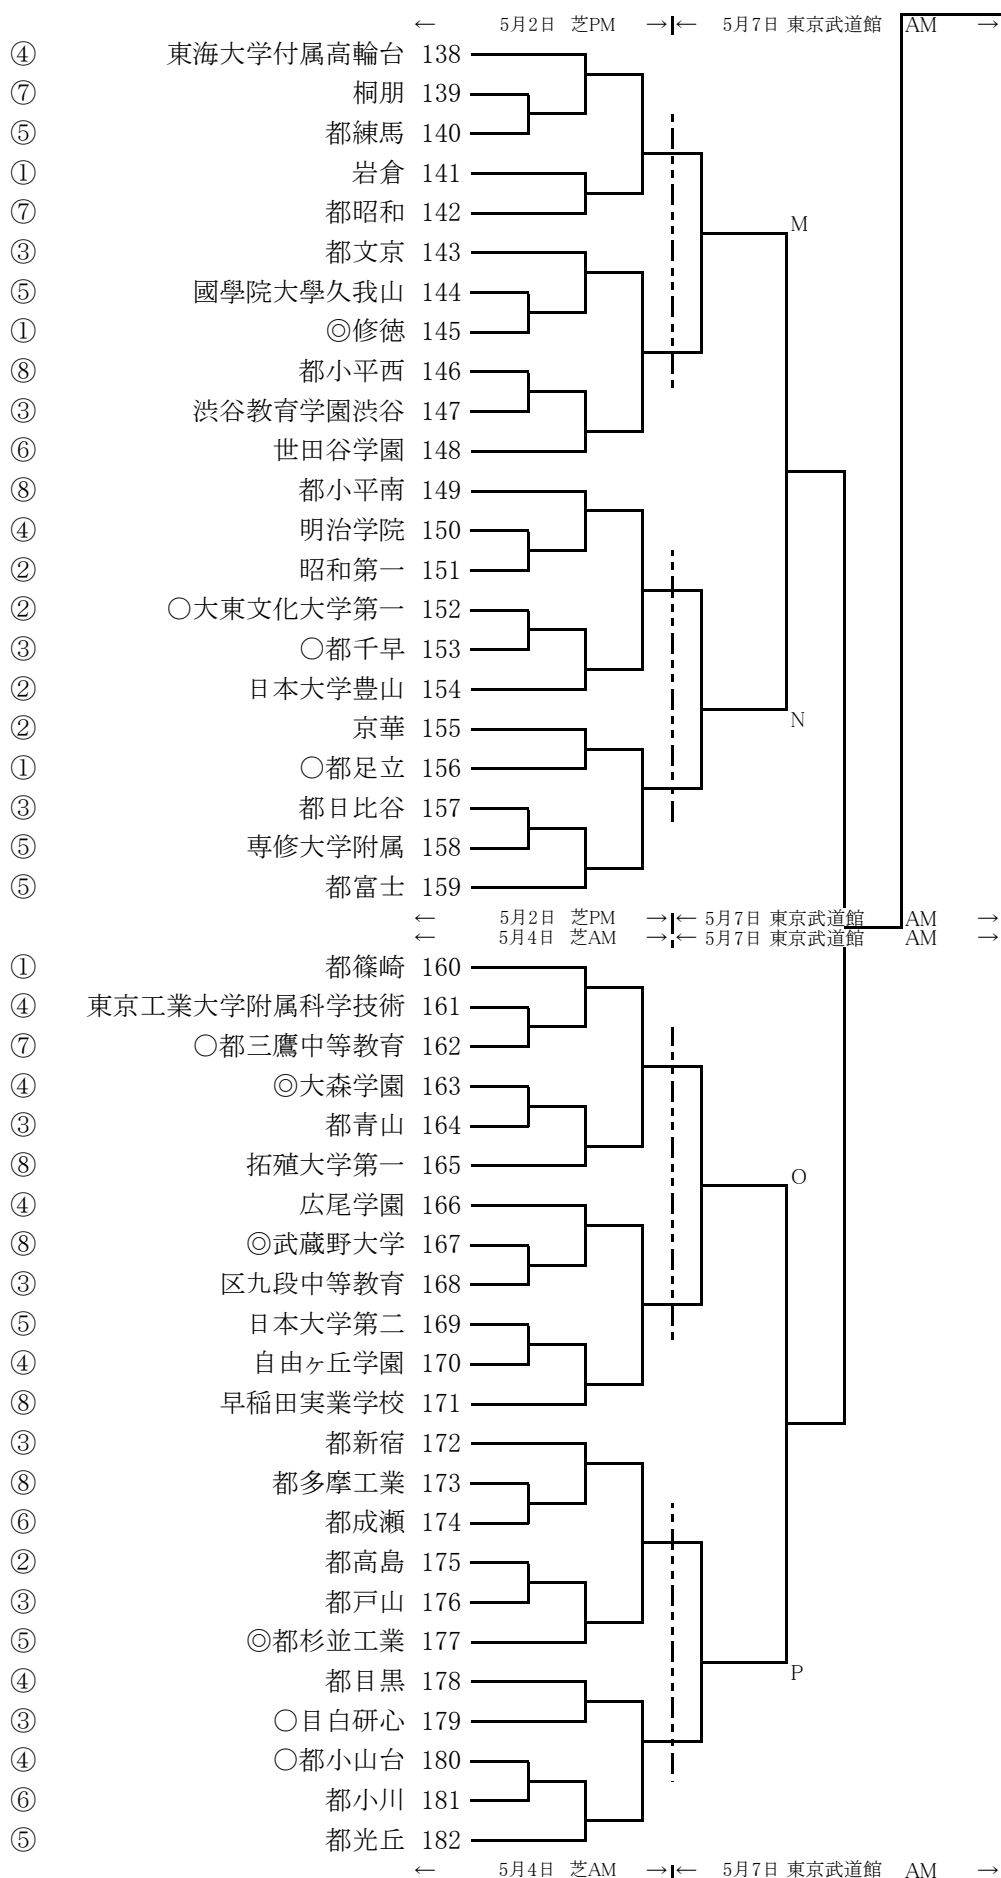 ← 5月2日 芝PM → ← 5月7日 東京武道館 AM →
④ 東海大学付属高輪台 138
⑦ 桐朋 139
⑤ 都練馬 140
① 岩倉 141
⑦ 都昭和 142
M
③ 都文京 143
⑤ 國學院大學久我山 144
① ◎修徳 145
⑧ 都小平西 146
③ 渋谷教育学園渋谷 147
⑥ 世田谷学園 148
⑧ 都小平南 149
④ 明治学院 150
② 昭和第一 151
② ○大東文化大学第一 152
③ ○都千早 153
② 日本大学豊山 154
N
② 京華 155
① ○都足立 156
③ 都日比谷 157
⑤ 専修大学附属 158
⑤ 都富士 159
← 5月2日 芝PM → ← 5月7日 東京武道館 AM →
← 5月4日 芝AM → ← 5月7日 東京武道館 AM →
① 都篠崎 160
④ 東京工業大学附属科学技術 161
⑦ ○都三鷹中等教育 162
④ ◎大森学園 163
③ 都青山 164
⑧ 拓殖大学第一 165
O
④ 広尾学園 166
⑧ ◎武蔵野大学 167
③ 区九段中等教育 168
⑤ 日本大学第二 169
④ 自由ヶ丘学園 170
⑧ 早稲田実業学校 171
③ 都新宿 172
⑧ 都多摩工業 173
⑥ 都成瀬 174
② 都高島 175
③ 都戸山 176
⑤ ◎都杉並工業 177
P
④ 都目黒 178
③ ○目白研心 179
④ ○都小山台 180
⑥ 都小川 181
⑤ 都光丘 182
← 5月4日 芝AM → ← 5月7日 東京武道館 AM →